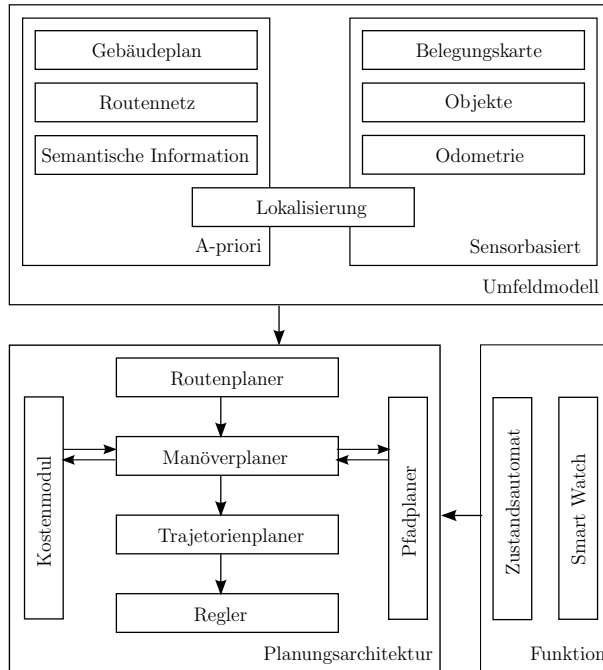 Gebäudeplan
Routennetz
Semantische Information
Belegungskarte
Objekte
Odometrie
Lokalisierung
A-priori
Sensorbasiert
Umfeldmodell
Routenplaner
Manöverplaner
Trajetorienplaner
Regler
Kostenmodul
Pfadplaner
Planungsarchitektur
Zustandsautomat
Smart Watch
Funktion